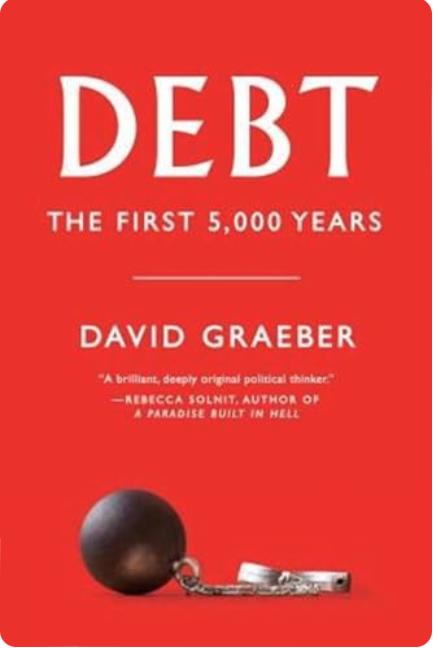 DEBT
THE FIRST 5,000 YEARS
DAVID GRAEBER
“A brilliant, deeply original political thinker.”
—REBECCA SOLNIT, AUTHOR OF
A PARADISE BUILT IN HELL